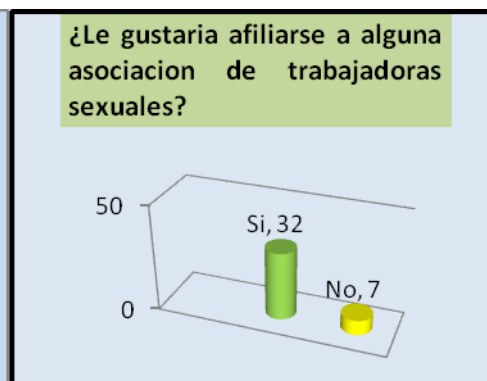 ¿Le gustaria afiliarse a alguna
asociacion de trabajadoras
sexuales?
50
Si, 32
No, 7
0